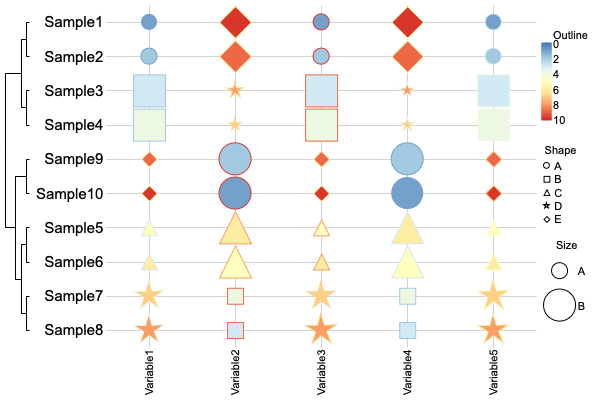 Sample1
Sample2
Sample3
Sample4
Sample9
Sample10
Sample5
Sample6
Sample7
Sample8
Variable1
Variable2
Variable3
Variable4
Variable5
Outline
0
2
4
6
8
10
Shape
A
B
C
D
E
Size
A
B